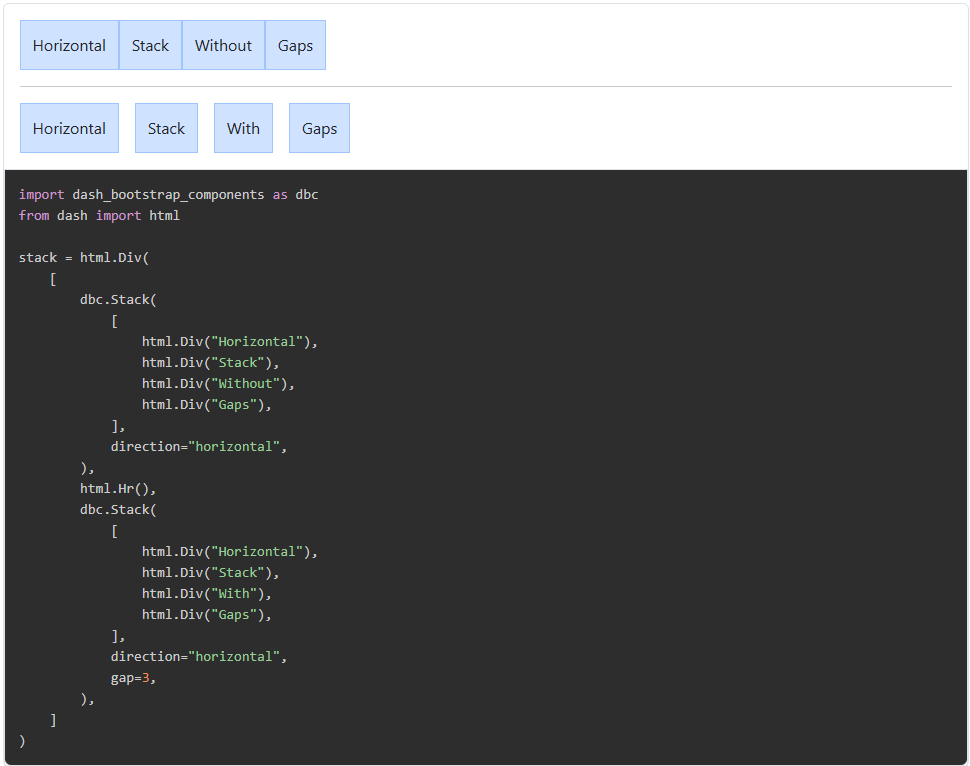 Horizontal Stack Without Gaps
Horizontal Stack With Gaps
import dash_bootstrap_components as dbc
from dash import html

stack = html.Div(
    [
        dbc.Stack(
            [
                html.Div("Horizontal"),
                html.Div("Stack"),
                html.Div("Without"),
                html.Div("Gaps"),
            ],
            direction="horizontal",
        ),
        html.Hr(),
        dbc.Stack(
            [
                html.Div("Horizontal"),
                html.Div("Stack"),
                html.Div("With"),
                html.Div("Gaps"),
            ],
            direction="horizontal",
            gap=3,
        ),
    ]
)